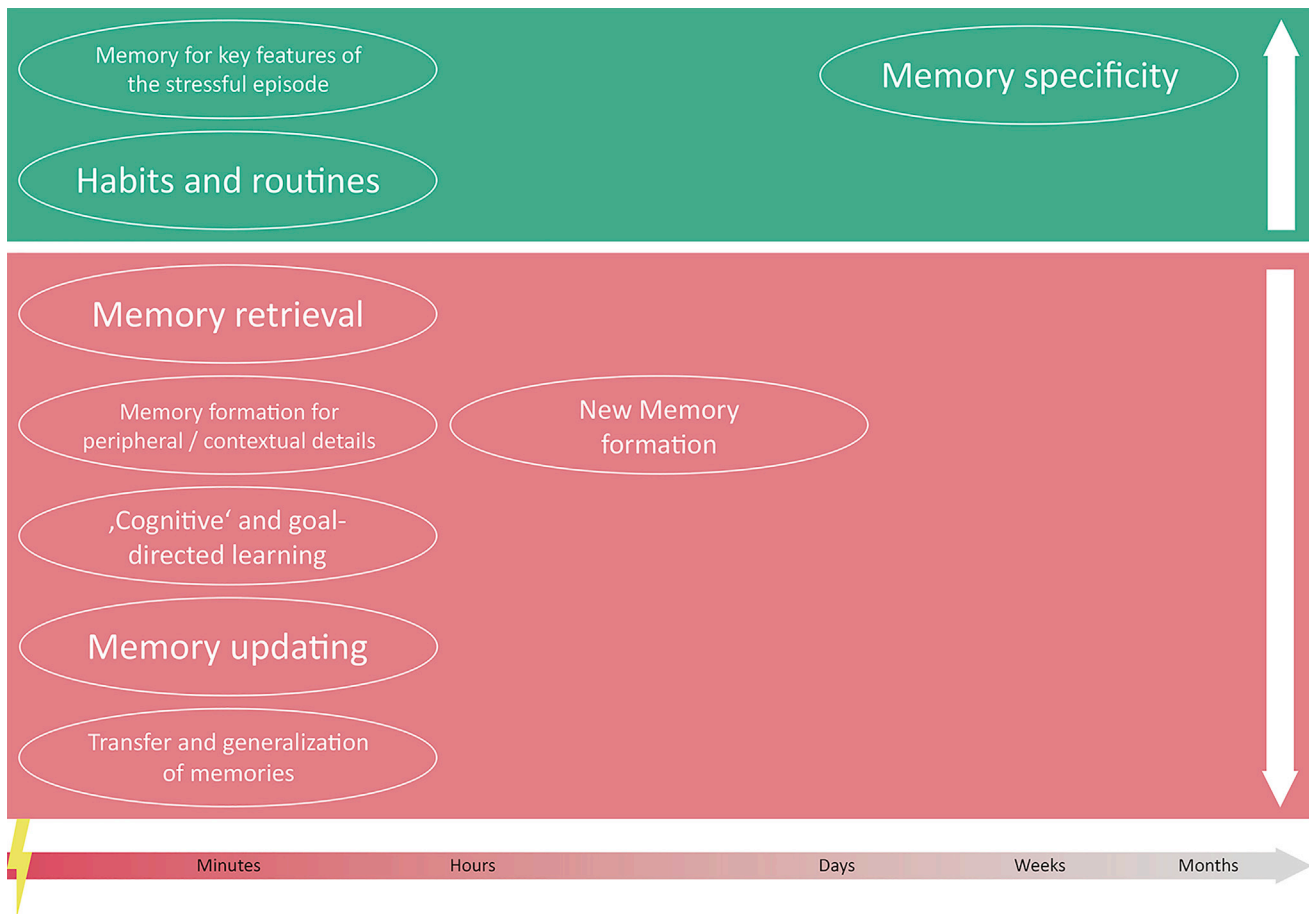 Memory for key features of
the stressful episode
Memory specificity
Habits and routines
Memory retrieval
Memory formation for
peripheral / contextual details
New Memory
formation
‚Cognitive‘ and goal-
directed learning
Memory updating
Transfer and generalization
of memories
Minutes
Hours
Days
Weeks
Months